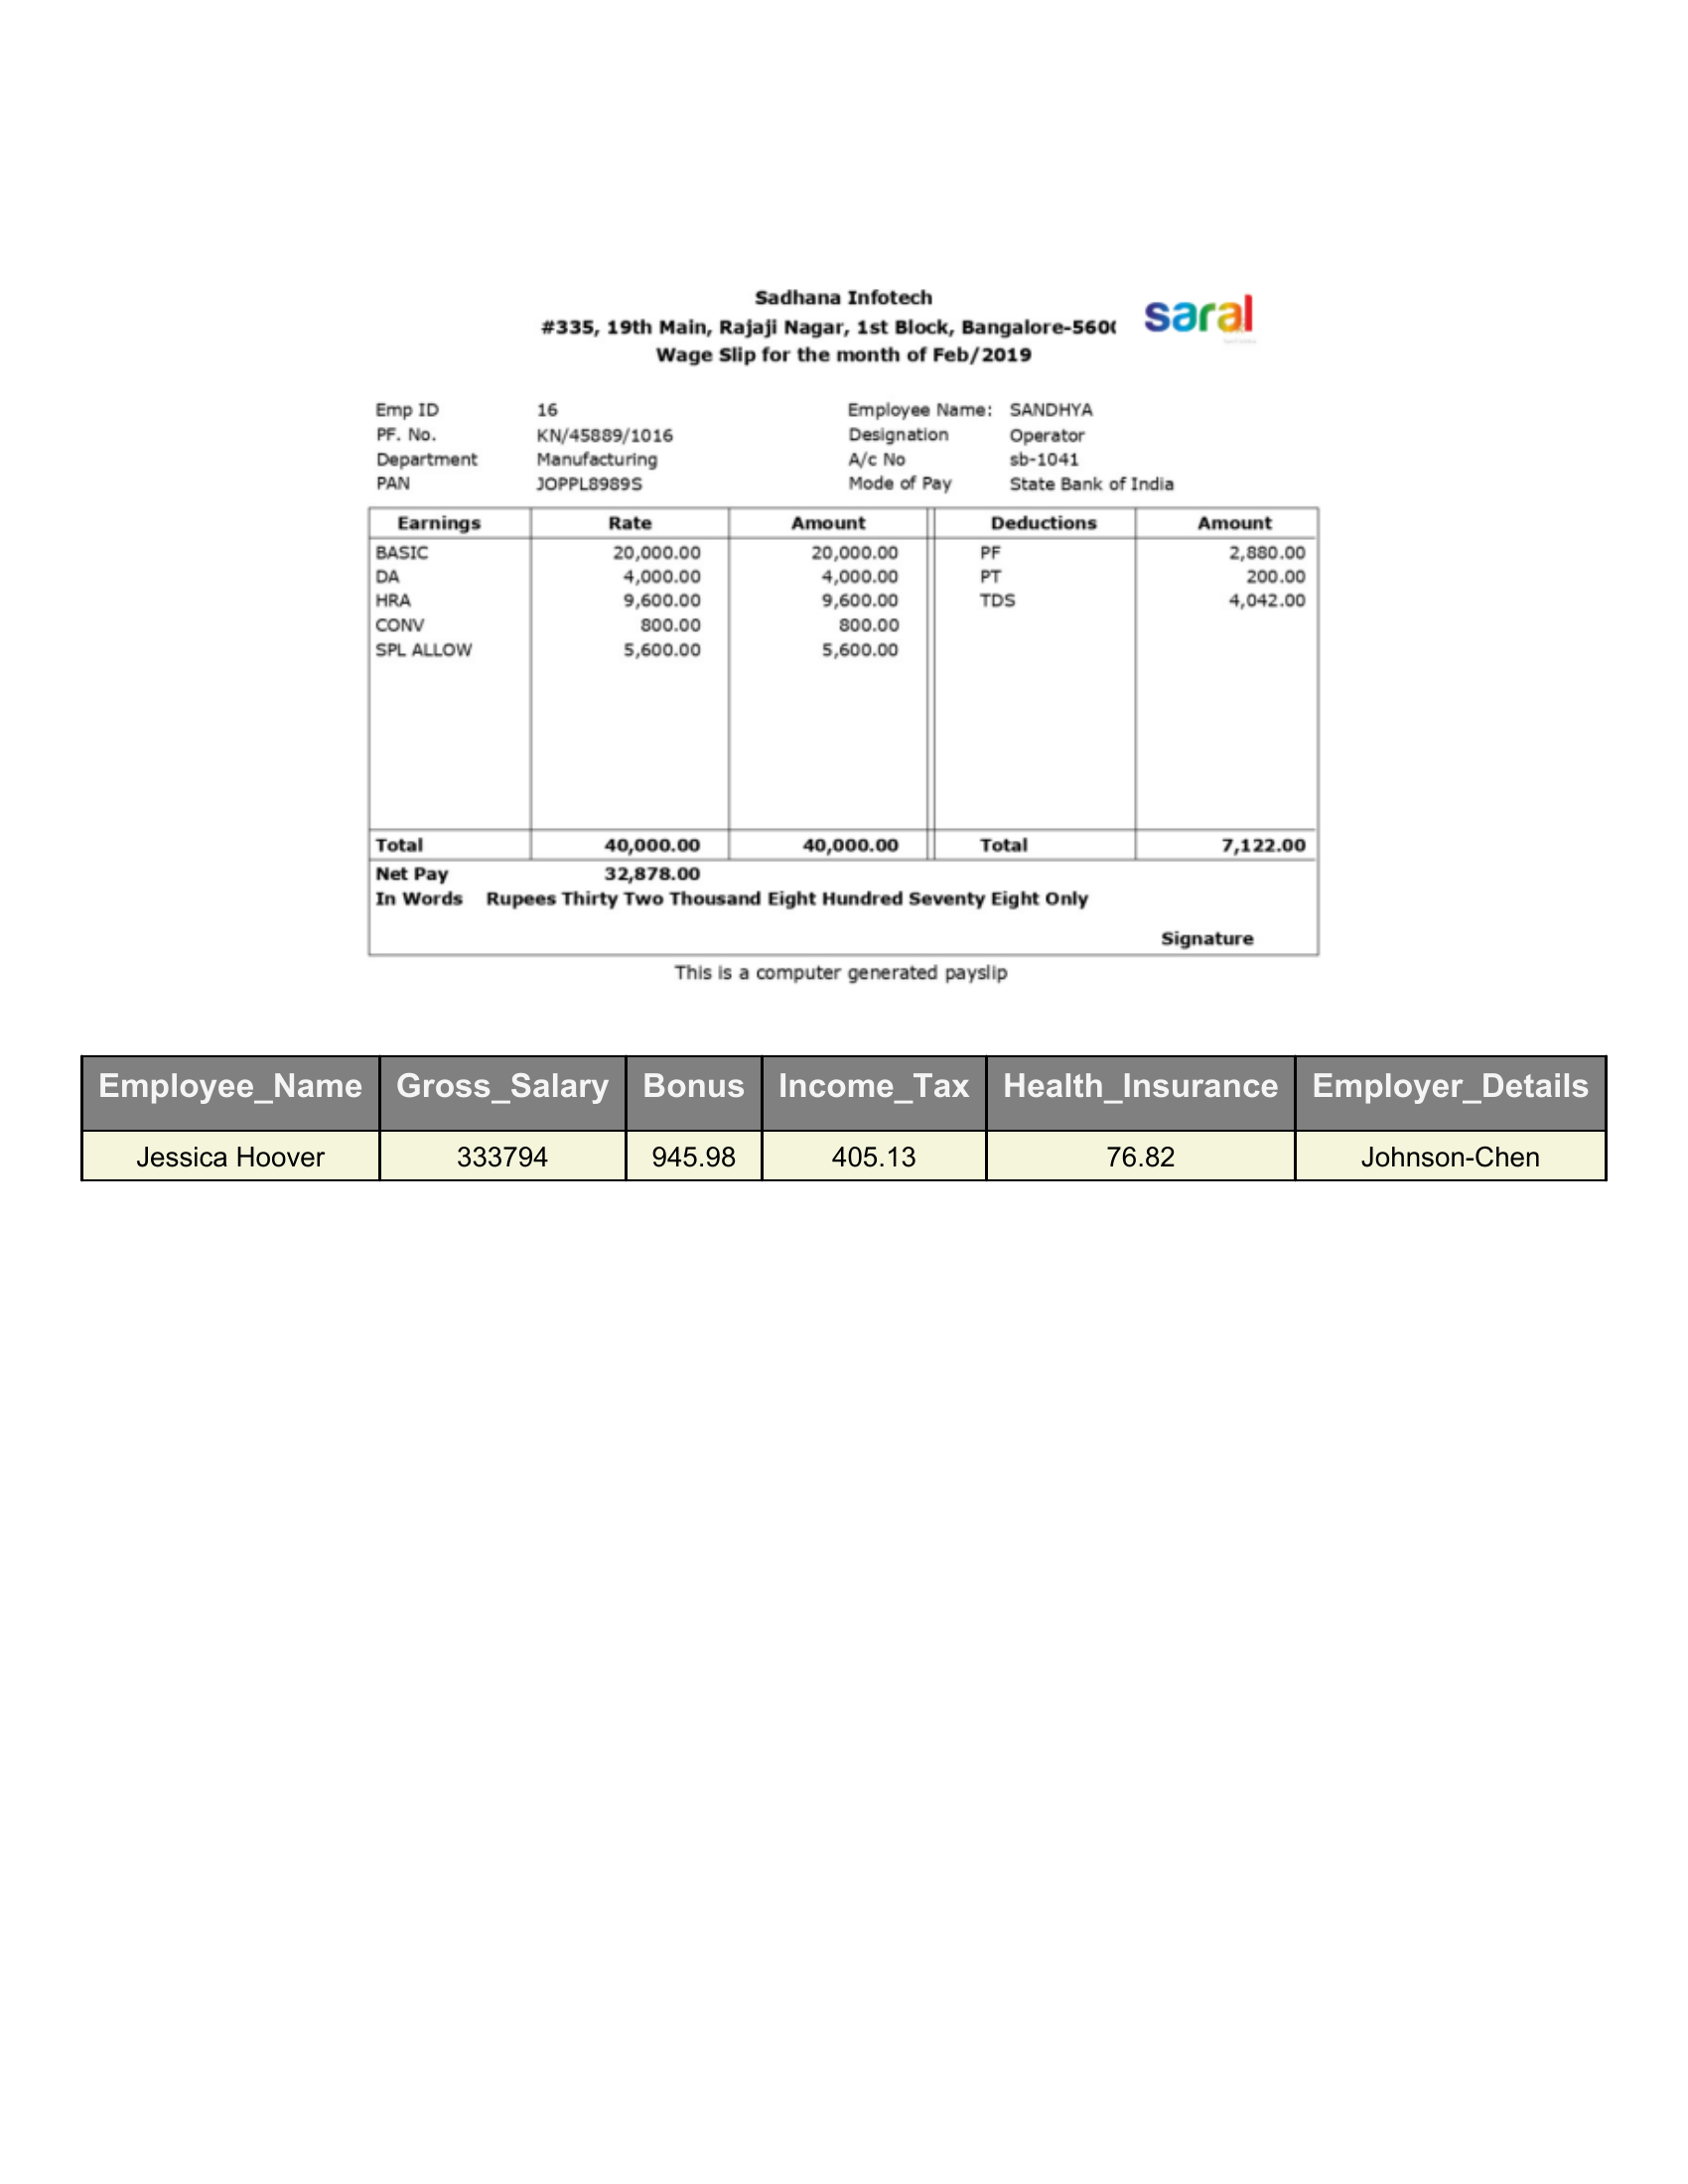 Sadhana Infotech
saral
#335, 19th Main, Rajaji Nagar, 1st Block, Bangalore-560
Wage Slip for the month of Feb/2019
Emp ID 16 Employee Name: SANDHYA
PF. No. KN/45889/1016 Designation Operator
Department Manufacturing A/c No sb-1041
PAN JOPPL8989S Mode of Pay State Bank of India
Earnings Rate Amount Deductions Amount
BASIC 20,000.00 20,000.00 PF 2,880.00
DA 4,000.00 4,000.00 PT 200.00
HRA 9,600.00 9,600.00 TDS 4,042.00
CONV 800.00 800.00
SPL ALLOW 5,600.00 5,600.00
Total 40,000.00 40,000.00 Total 7,122.00
Net Pay 32,878.00
In Words Rupees Thirty Two Thousand Eight Hundred Seventy Eight Only
Signature
This is a computer generated payslip
Employee_Name Gross_Salary Bonus Income_Tax Health_Insurance Employer_Details
Jessica Hoover 333794 945.98 405.13 76.82 Johnson-Chen